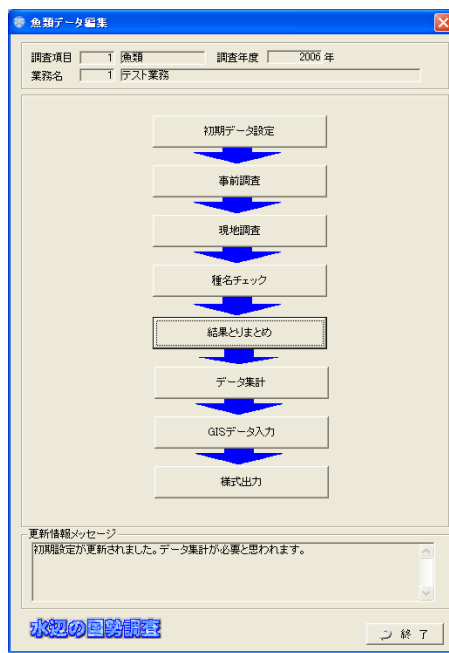 魚類データ編集
調査項目 1 魚類 調査年度 2006 年
業務名 1 テスト業務
初期データ設定
事前調査
現地調査
種名チェック
結果とりまとめ
データ集計
GISデータ入力
様式出力
更新情報メッセージ
初期設定が更新されました。データ集計が必要と思われます。
水辺の国勢調査
終 了